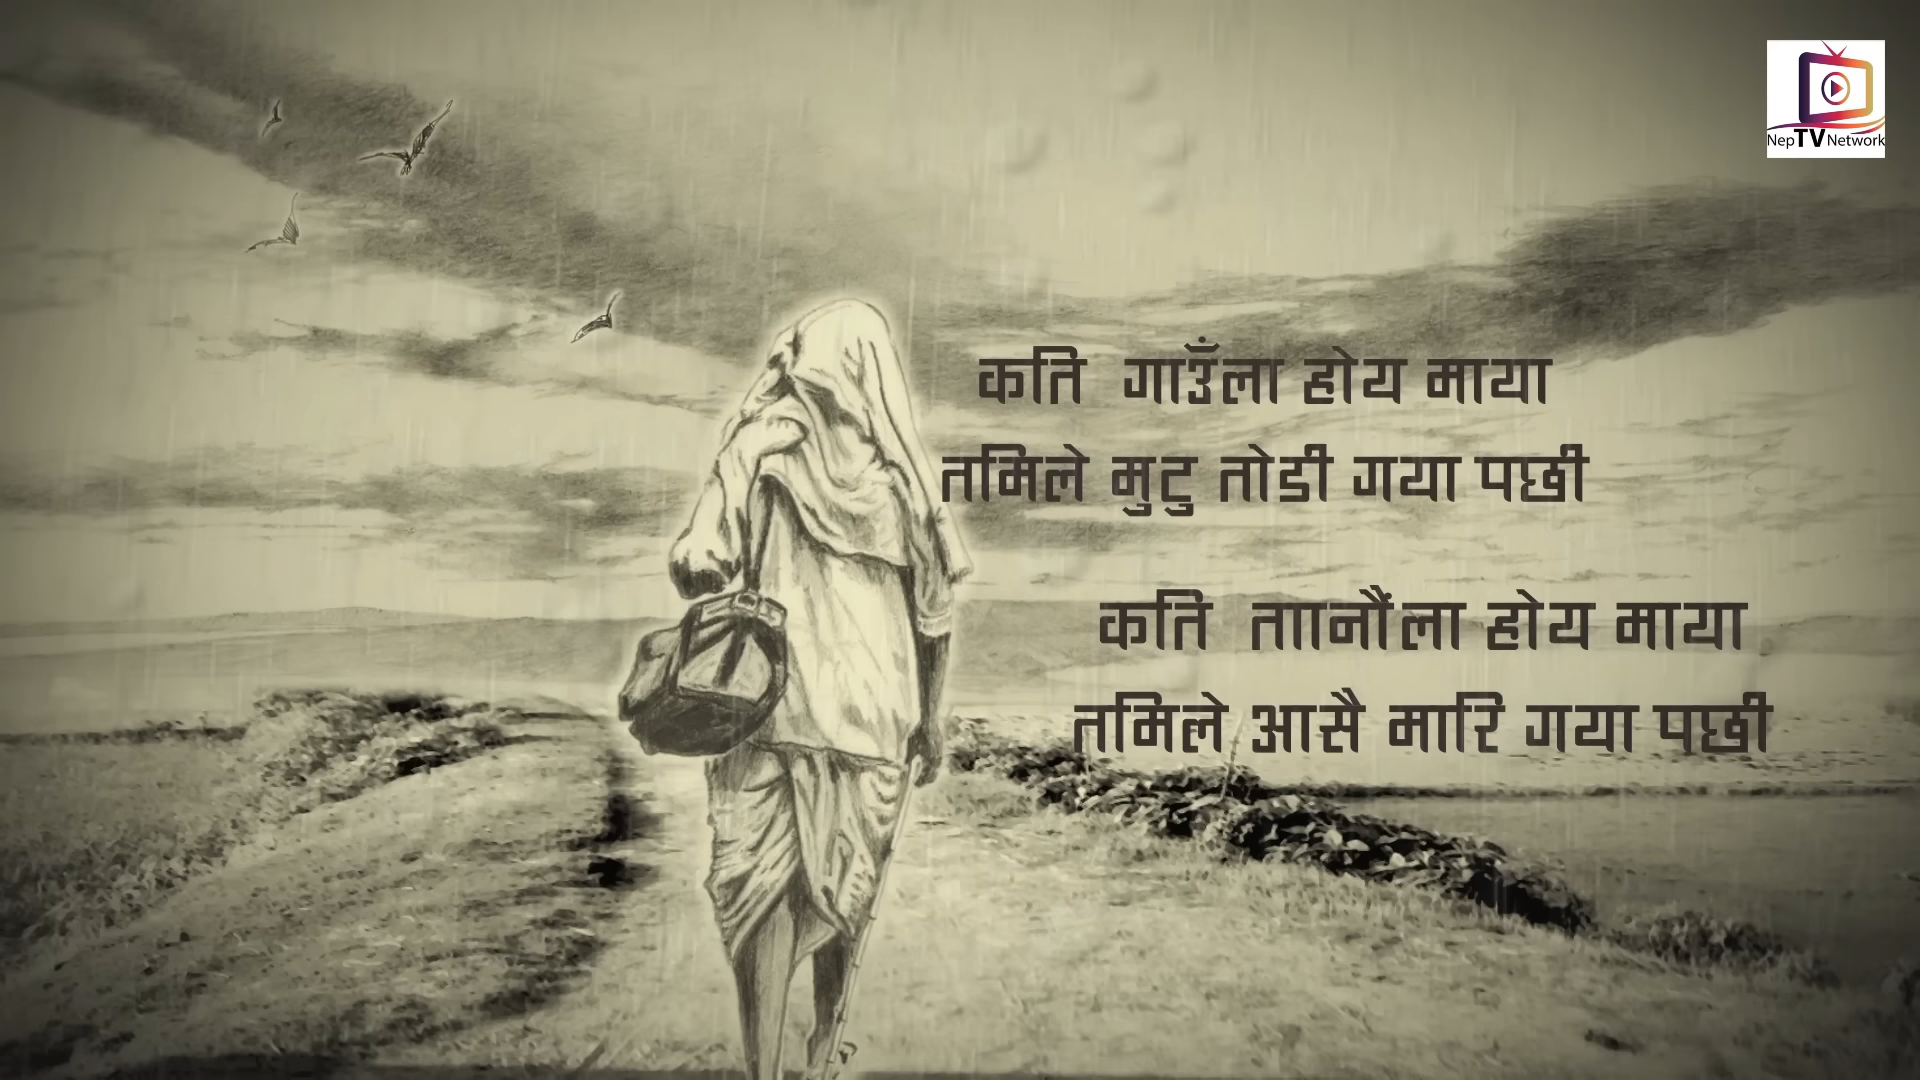 NepTV Network
कति गाउँला होय माया
तमिले मुटु तोडी गया पछी
कति ताानौंला होय माया
तमिले आसै मारि गया पछी